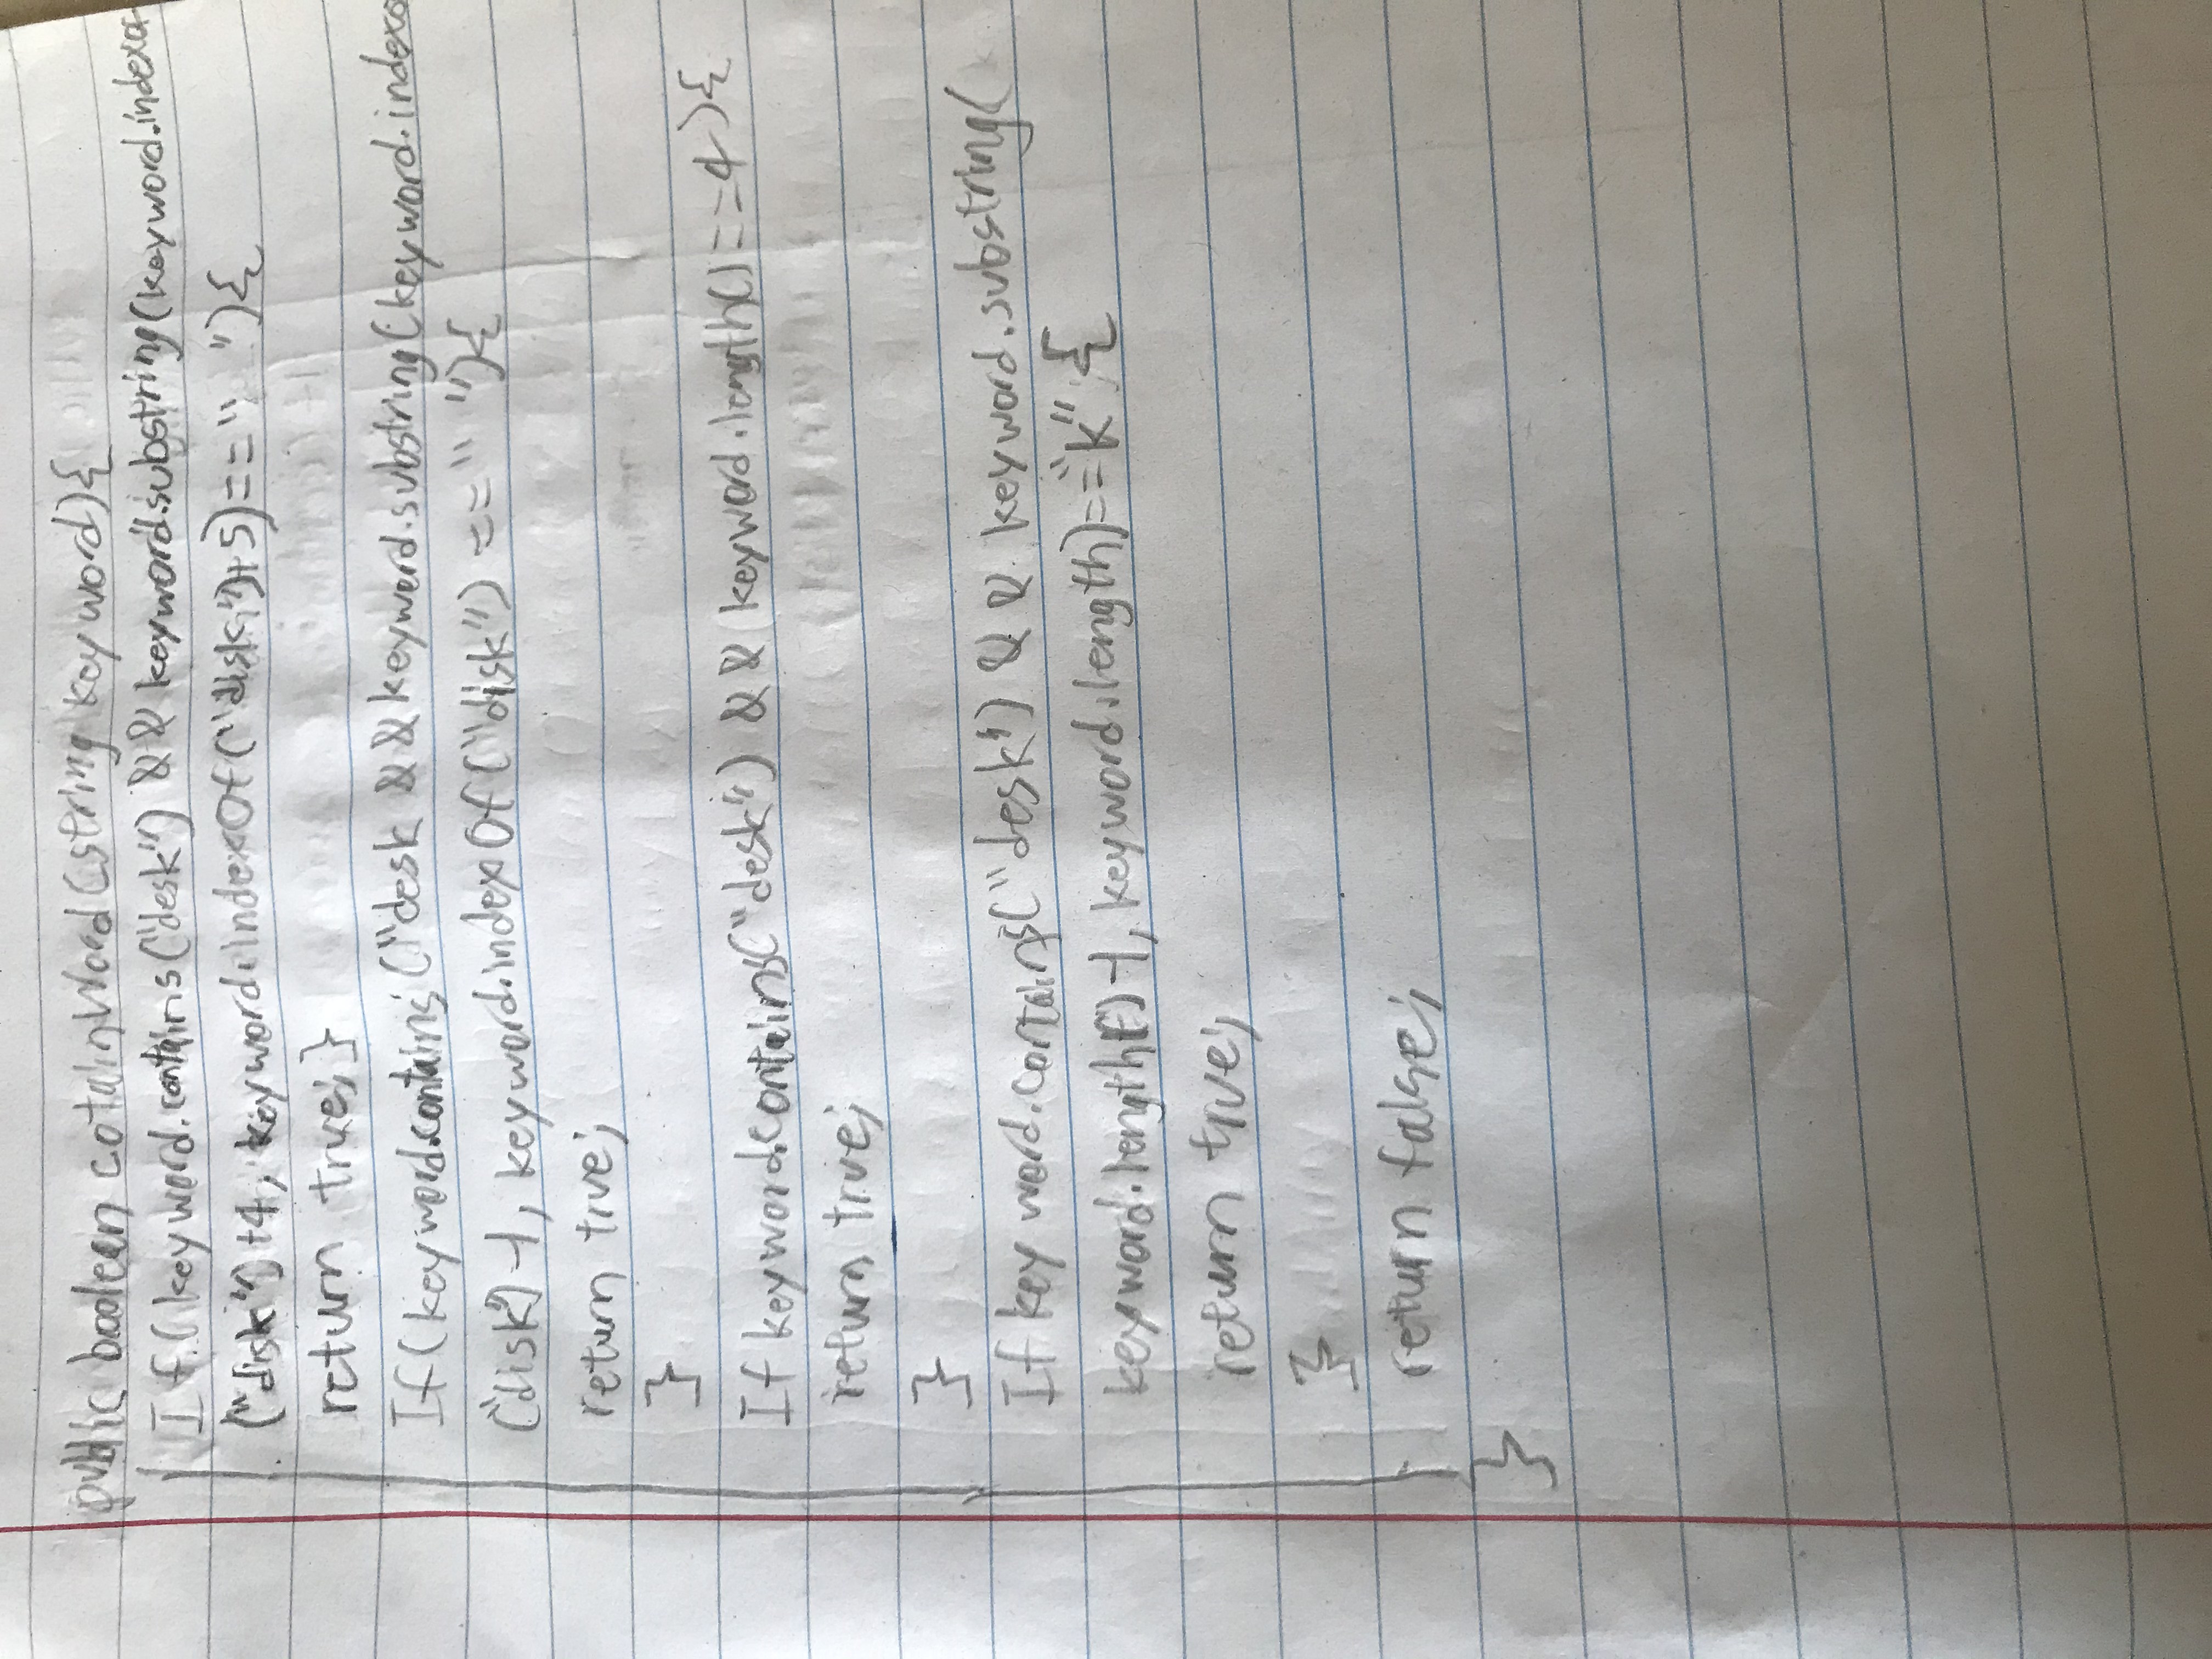 public boolean cotainWord(string keyword){
If(keyword.contains("desk") && keyword.substring(keyword.indexof
("disk")+4, keyword.indexOf("disk")+5)==" "){
return true;}
If(keyword.contains("desk && keyword.substring(keyword.indexo
("disk")-1, keyword.indexOf("disk") ==" "){
return true;
}
If keyword.contains("desk") && keyword.length()==4){
return true;
}
If key word.contains("desk") && keyword.substring(
keyword.length()-1, keyword.length)=="k" {
return true;
}
return false;
}